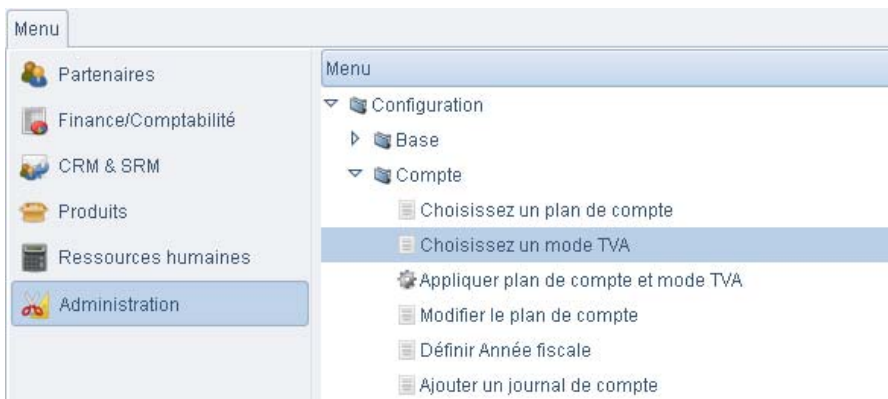 Menu
Partenaires
Finance/Comptabilité
CRM & SRM
Produits
Ressources humaines
Administration
Menu
Configuration
Base
Compte
Choisissez un plan de compte
Choisissez un mode TVA
Appliquer plan de compte et mode TVA
Modifier le plan de compte
Définir Année fiscale
Ajouter un journal de compte